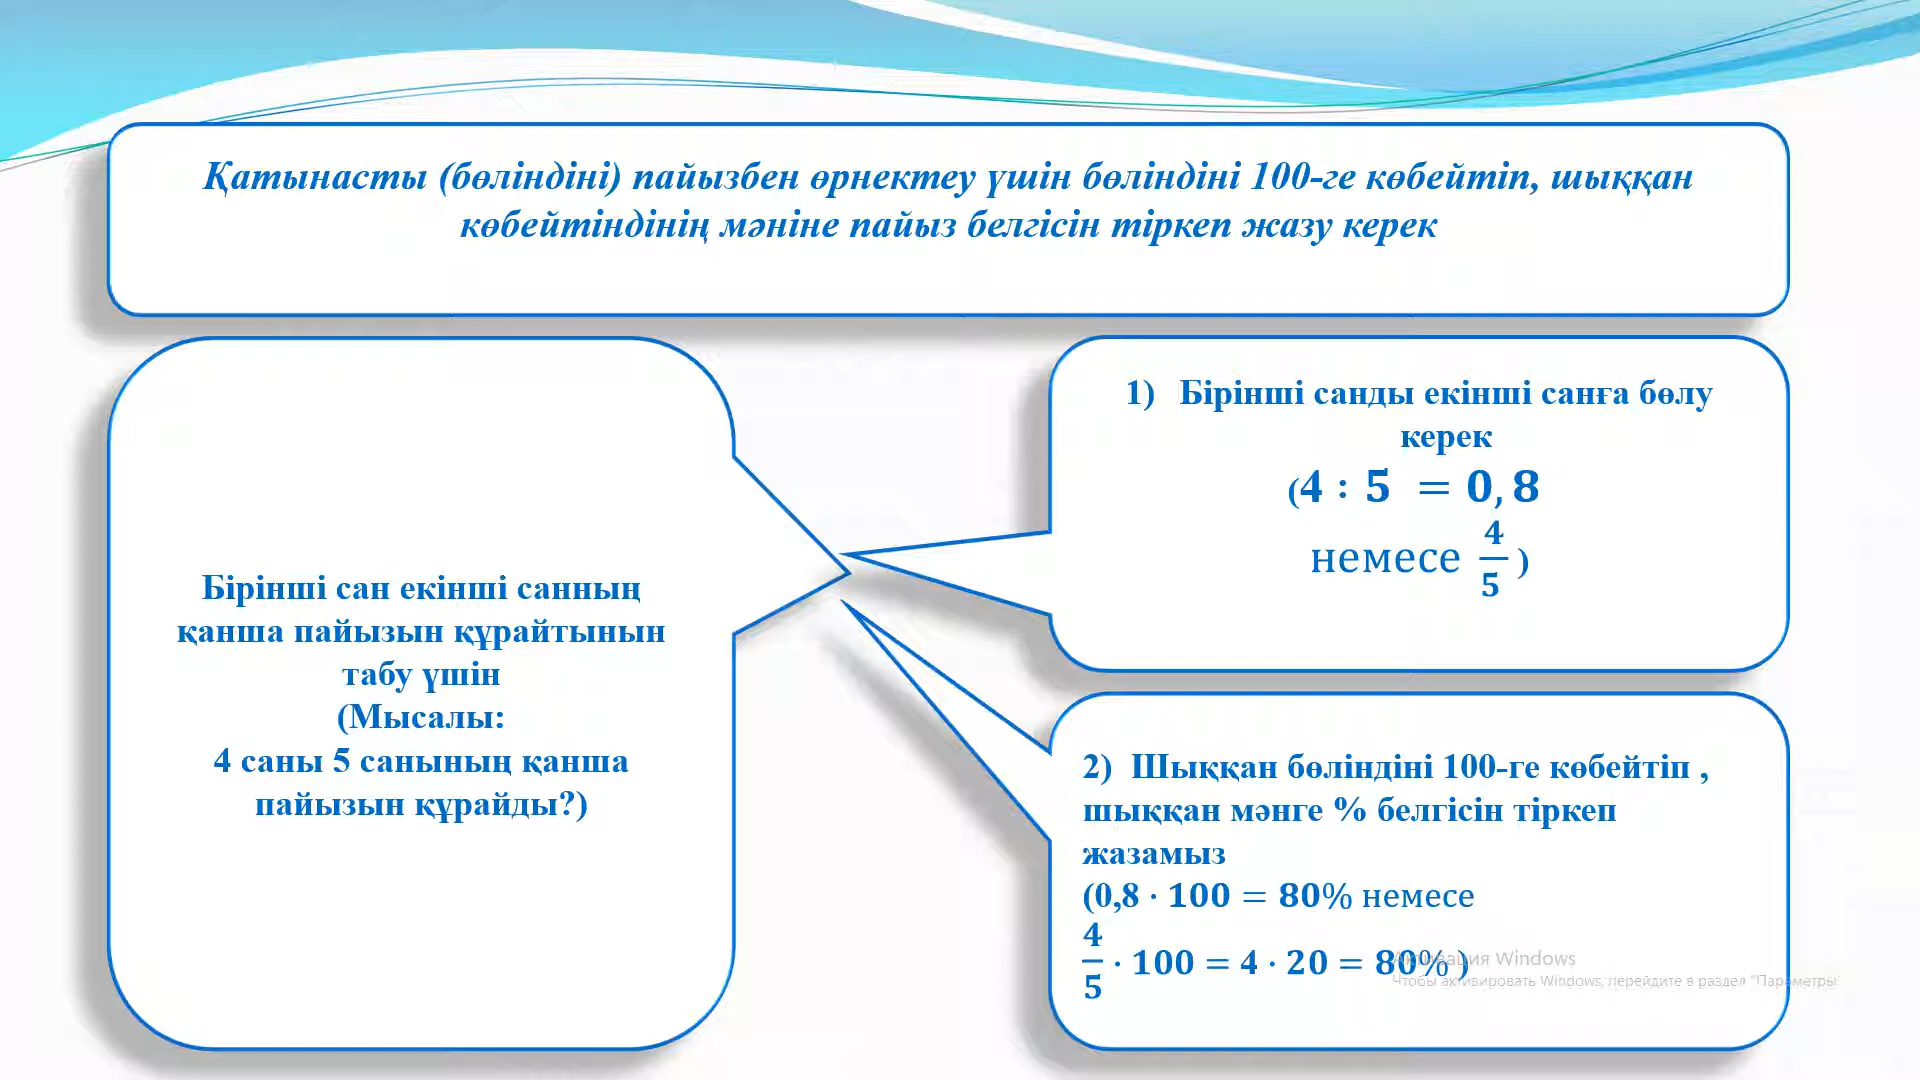 Қатынасты (бөліндіні) пайызбен өрнектеу үшін бөліндіні 100-ге көбейтіп, шыққан
көбейтіндінің мәніне пайыз белгісін тіркеп жазу керек
Бірінші сан екінші санның
қанша пайызын құрайтынын
табу үшін
(Мысалы:
4 саны 5 санының қанша
пайызын құрайды?)
1) Бірінші санды екінші санға бөлу
керек
(4 : 5 = 0,8
немесе 4/5 )
2) Шыққан бөліндіні 100-ге көбейтіп ,
шыққан мәнге % белгісін тіркеп
жазамыз
(0,8 · 100 = 80% немесе
4/5 · 100 = 4 · 20 = 80% )
Активация Windows
Чтобы активировать Windows, перейдите в раздел "Параметры